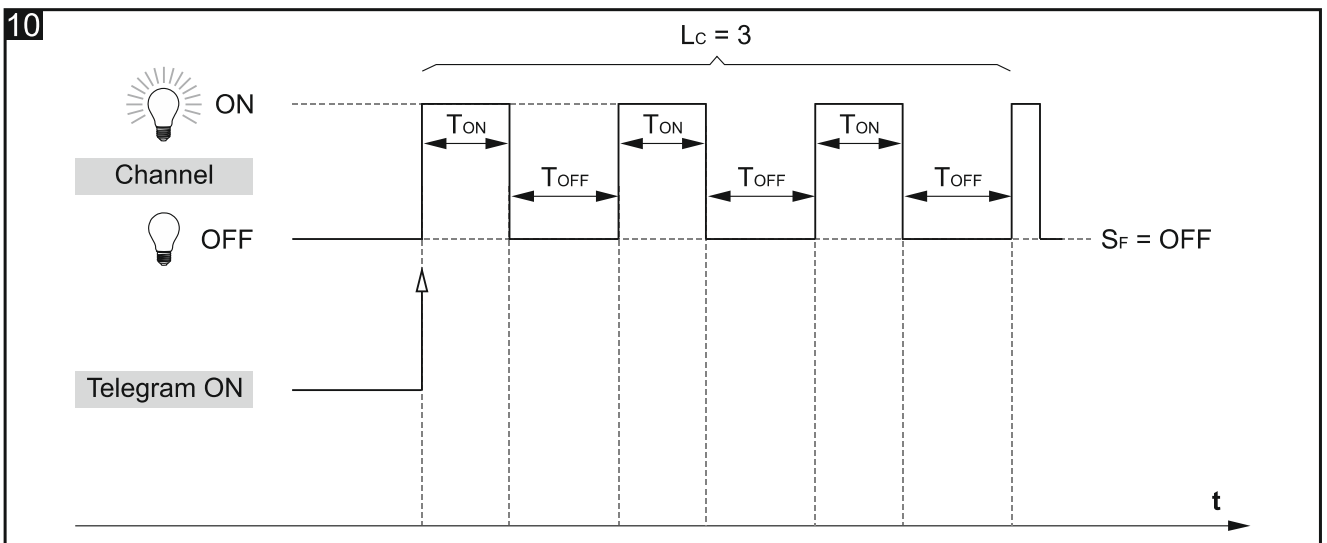 10
LC = 3
ON
TON TON TON
Channel
TOFF TOFF TOFF
OFF
SF = OFF
Telegram ON
t